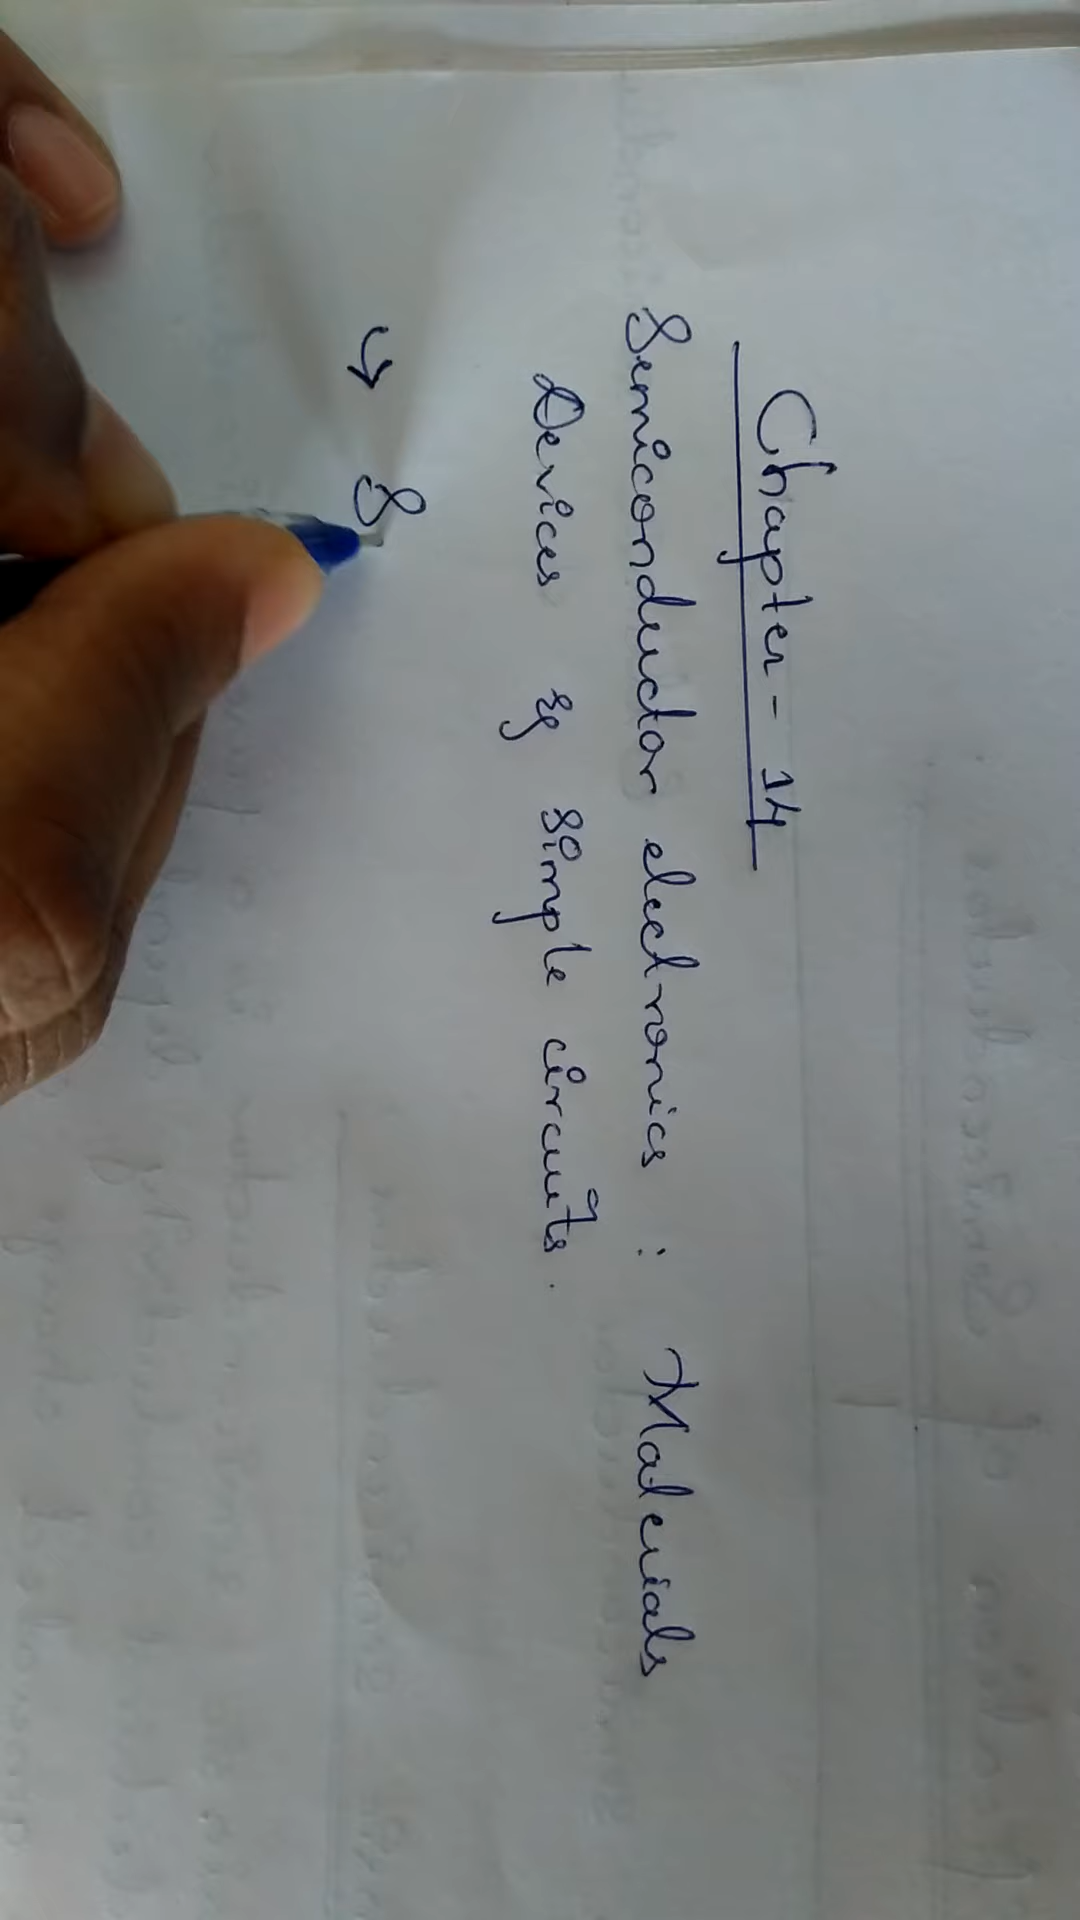 Chapter - 14
Semiconductor electronics : Materials
Devices & Simple circuits.
→ S